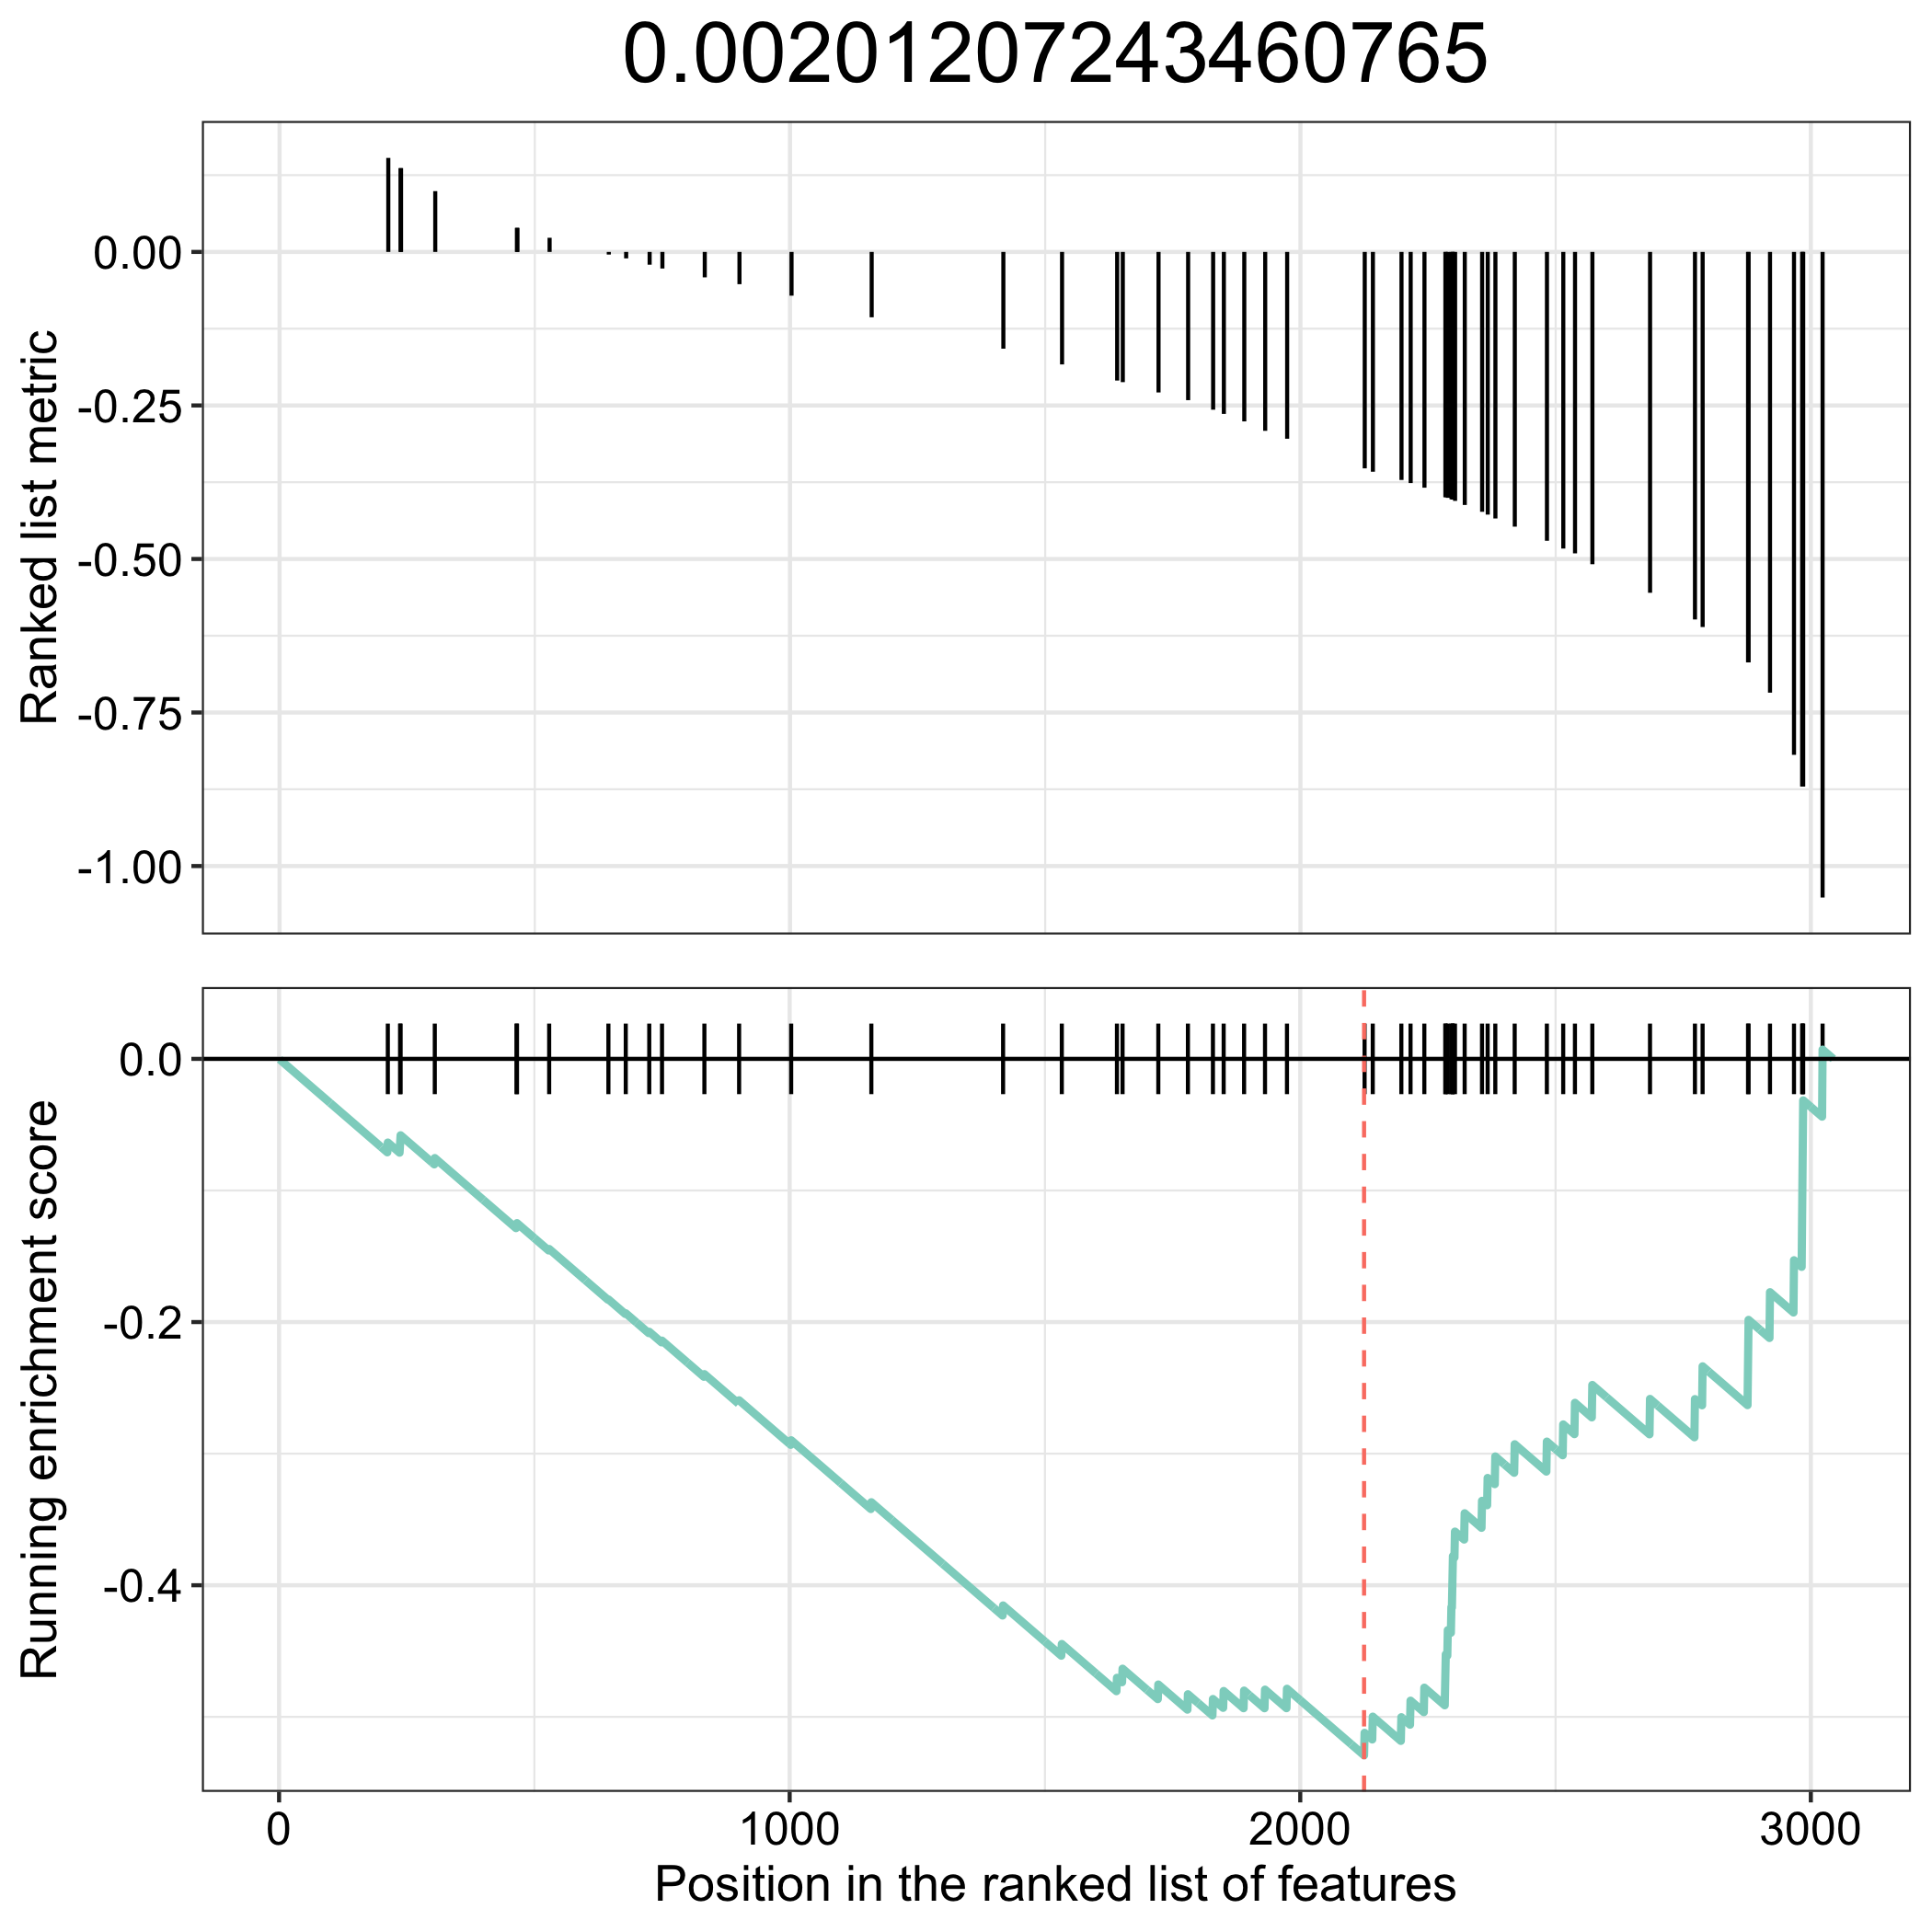 0.00201207243460765
Ranked list metric
0.00
-0.25
-0.50
-0.75
-1.00
Running enrichment score
0.0
-0.2
-0.4
0 1000 2000 3000
Position in the ranked list of features